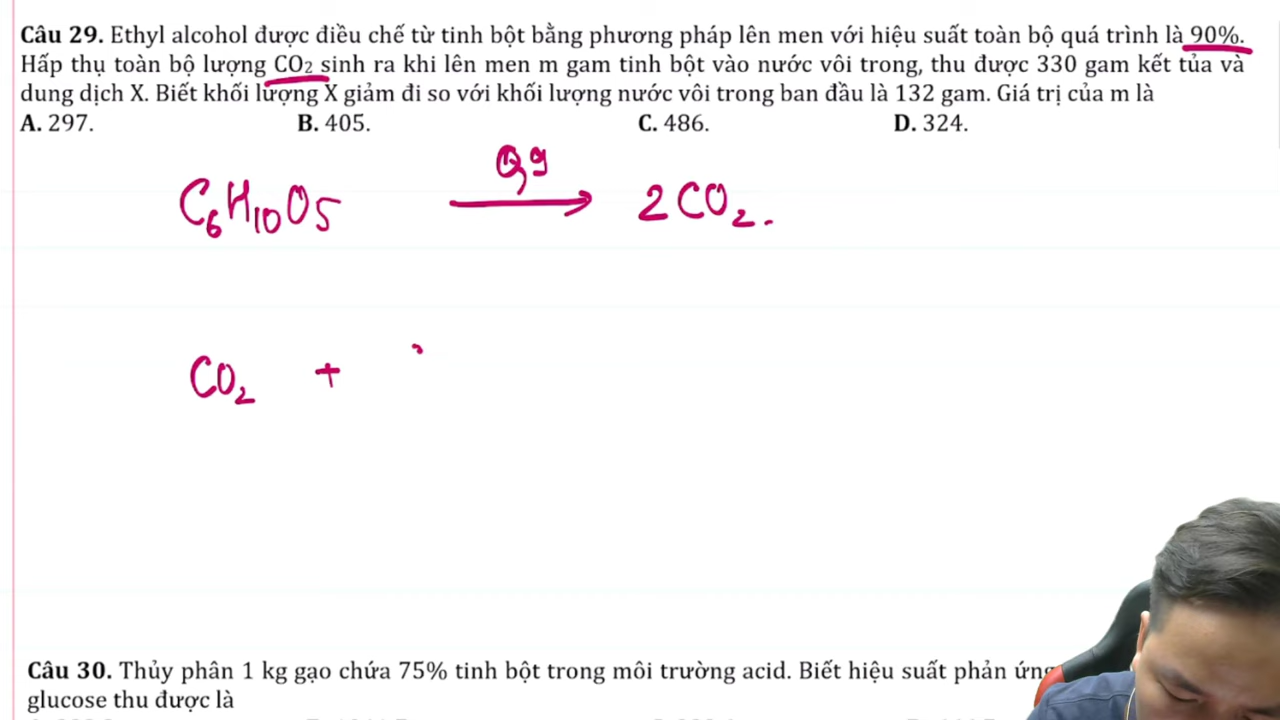 Câu 29. Ethyl alcohol được điều chế từ tinh bột bằng phương pháp lên men với hiệu suất toàn bộ quá trình là 90%.
Hấp thụ toàn bộ lượng CO₂ sinh ra khi lên men m gam tinh bột vào nước vôi trong, thu được 330 gam kết tủa và
dung dịch X. Biết khối lượng X giảm đi so với khối lượng nước vôi trong ban đầu là 132 gam. Giá trị của m là
A. 297. B. 405. C. 486. D. 324.
0,9
C₆H₁₀O₅ → 2CO₂.
CO₂ +
Câu 30. Thủy phân 1 kg gạo chứa 75% tinh bột trong môi trường acid. Biết hiệu suất phản ứng
glucose thu được là